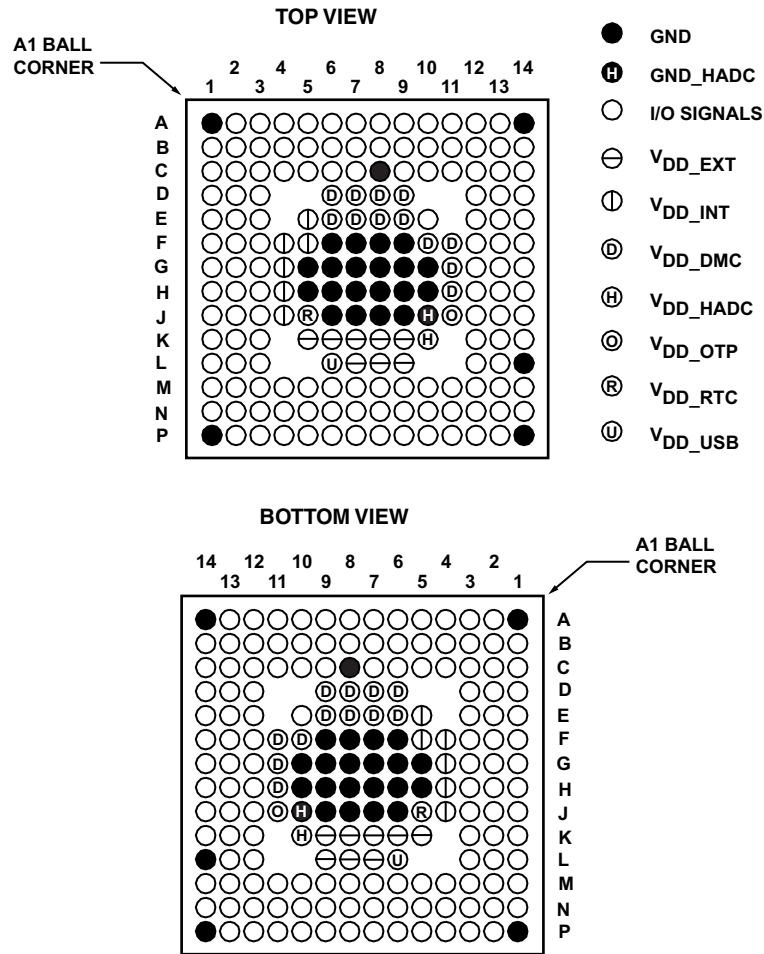 TOP VIEW
A1 BALL
CORNER
2 4 6 8 10 12 14
1 3 5 7 9 11 13
A
B
C
D D D D D
E D D D D
F D D
G D
H D
J R H O
K H
L U
M
N
P
GND
H GND_HADC
I/O SIGNALS
VDD_EXT
VDD_INT
D VDD_DMC
H VDD_HADC
O VDD_OTP
R VDD_RTC
U VDD_USB
BOTTOM VIEW
A1 BALL
CORNER
14 12 10 8 6 4 2
13 11 9 7 5 3 1
A
B
C
D D D D D
D D D D E
D D F
D G
D H
O H R J
H K
U L
M
N
P